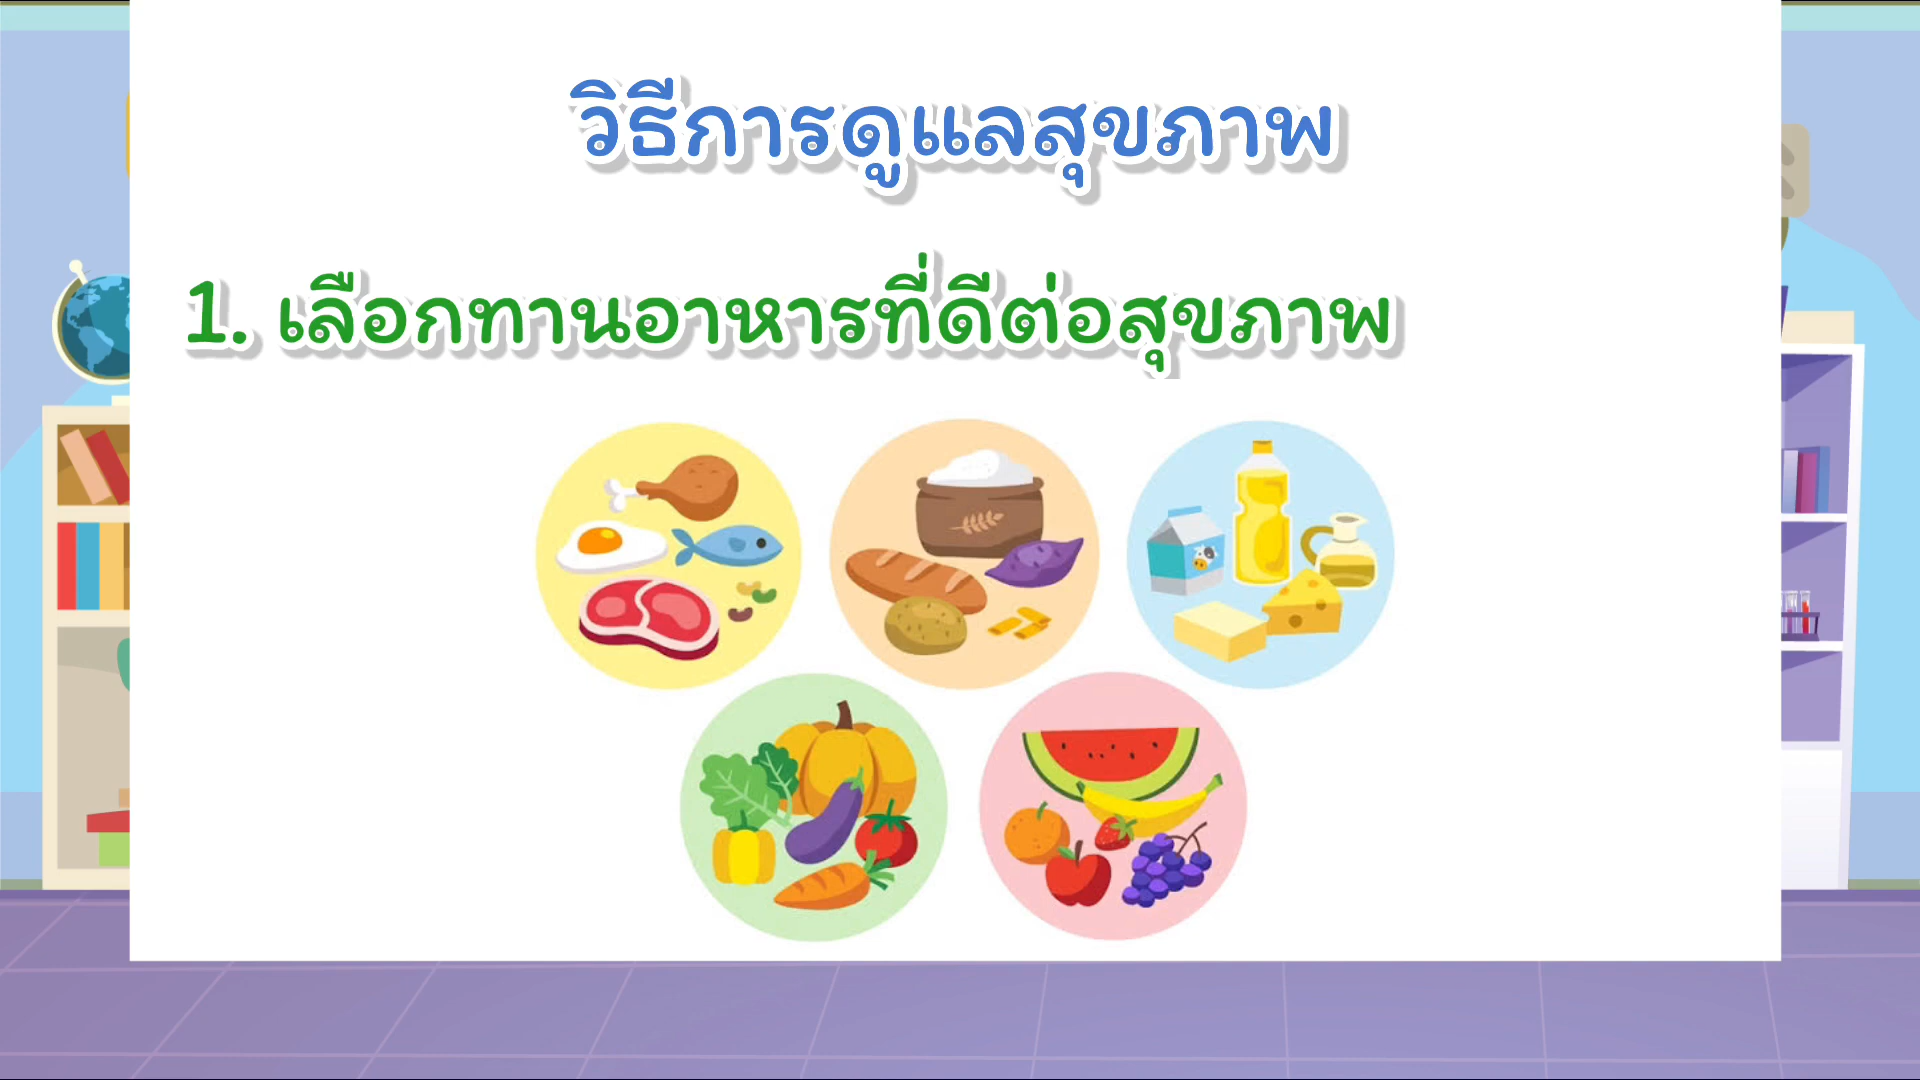 วิธีการดูแลสุขภาพ
1. เลือกทานอาหารที่ดีต่อสุขภาพ